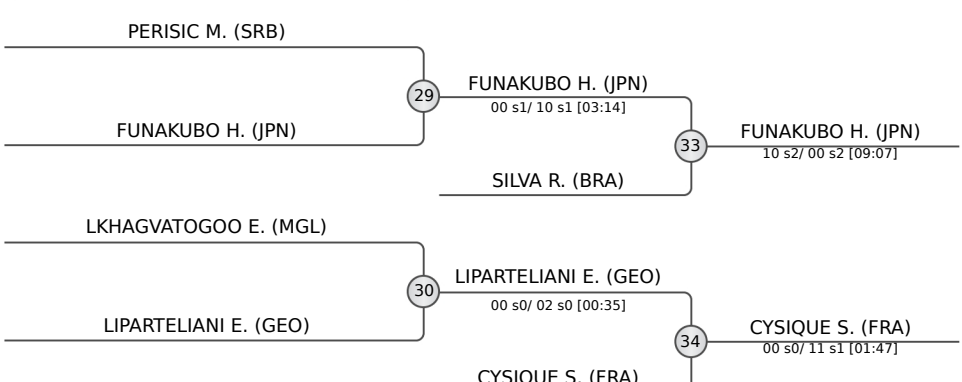 PERISIC M. (SRB)
29
FUNAKUBO H. (JPN)
00 s1/ 10 s1 [03:14]
FUNAKUBO H. (JPN)
33
FUNAKUBO H. (JPN)
10 s2/ 00 s2 [09:07]
SILVA R. (BRA)
LKHAGVATOGOO E. (MGL)
30
LIPARTELIANI E. (GEO)
00 s0/ 02 s0 [00:35]
LIPARTELIANI E. (GEO)
34
CYSIQUE S. (FRA)
00 s0/ 11 s1 [01:47]
CYSIQUE S. (FRA)